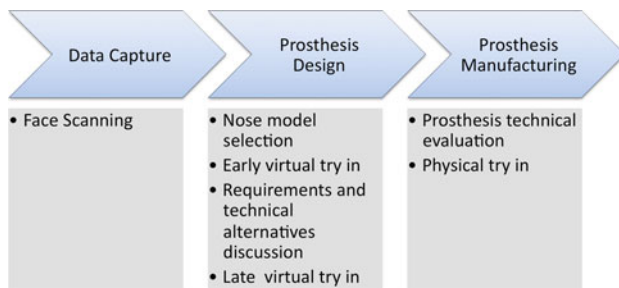 Data Capture
Prosthesis
Design
Prosthesis
Manufacturing
• Face Scanning
• Nose model
selection
• Early virtual try in
• Requirements and
technical
alternatives
discussion
• Late virtual try in
• Prosthesis technical
evaluation
• Physical try in